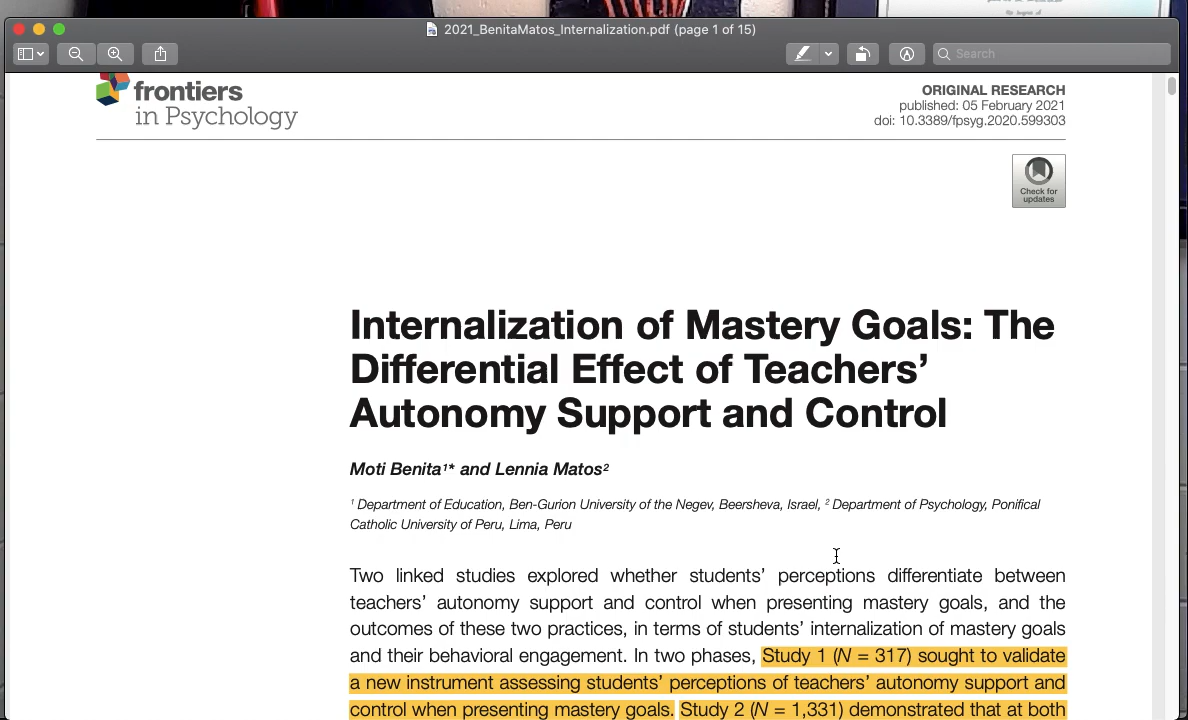 2021_BenitaMatos_Internalization.pdf (page 1 of 15)
Search
frontiers
in Psychology
ORIGINAL RESEARCH
published: 05 February 2021
doi: 10.3389/fpsyg.2020.599303
Check for
updates
Internalization of Mastery Goals: The
Differential Effect of Teachers’
Autonomy Support and Control
Moti Benita¹* and Lennia Matos²
¹ Department of Education, Ben-Gurion University of the Negev, Beersheva, Israel, ² Department of Psychology, Ponifical
Catholic University of Peru, Lima, Peru
Two linked studies explored whether students’ perceptions differentiate between
teachers’ autonomy support and control when presenting mastery goals, and the
outcomes of these two practices, in terms of students’ internalization of mastery goals
and their behavioral engagement. In two phases, Study 1 (N = 317) sought to validate
a new instrument assessing students’ perceptions of teachers’ autonomy support and
control when presenting mastery goals. Study 2 (N = 1,331) demonstrated that at both